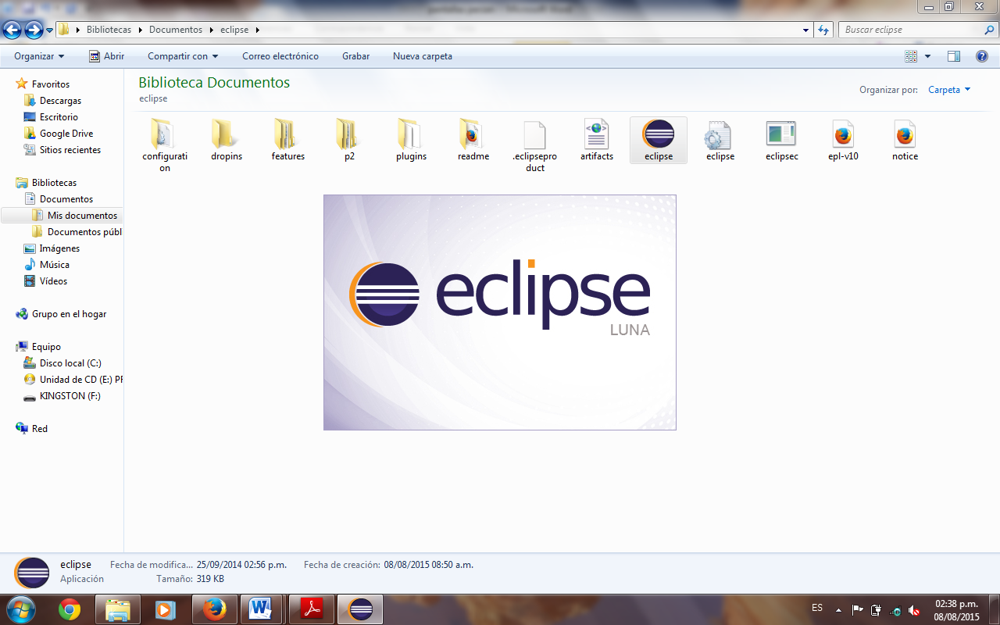 Bibliotecas Documentos eclipse
Buscar eclipse
Organizar Abrir Compartir con Correo electrónico Grabar Nueva carpeta
Favoritos
Descargas
Escritorio
Google Drive
Sitios recientes
Bibliotecas
Documentos
Mis documentos
Documentos públ
Imágenes
Música
Vídeos
Grupo en el hogar
Equipo
Disco local (C:)
Unidad de CD (E:) PF
KINGSTON (F:)
Red
Biblioteca Documentos
eclipse
Organizar por: Carpeta
configurati
on
dropins
features
p2
plugins
readme
.eclipsepro
duct
artifacts
eclipse
eclipse
eclipsec
epl-v10
notice
eclipse
LUNA
eclipse Fecha de modifica... 25/09/2014 02:56 p.m. Fecha de creación: 08/08/2015 08:50 a.m.
Aplicación Tamaño: 319 KB
ES
02:38 p.m.
08/08/2015